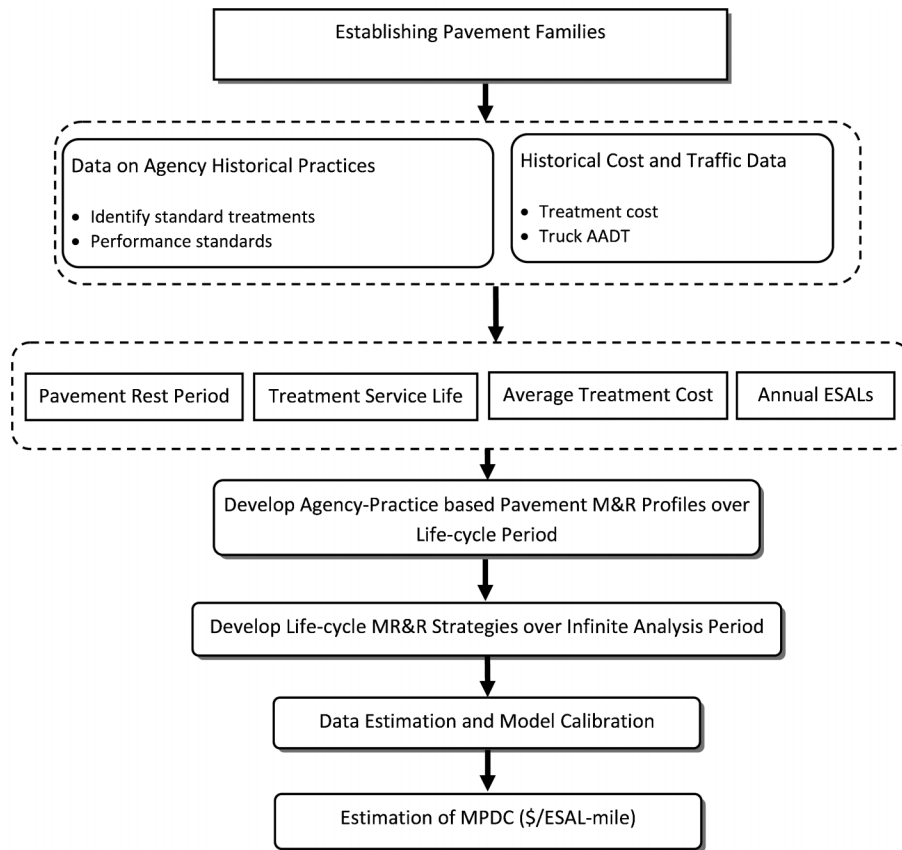 Establishing Pavement Families
Data on Agency Historical Practices
• Identify standard treatments
• Performance standards
Historical Cost and Traffic Data
• Treatment cost
• Truck AADT
Pavement Rest Period
Treatment Service Life
Average Treatment Cost
Annual ESALs
Develop Agency-Practice based Pavement M&R Profiles over
Life-cycle Period
Develop Life-cycle MR&R Strategies over Infinite Analysis Period
Data Estimation and Model Calibration
Estimation of MPDC ($/ESAL-mile)